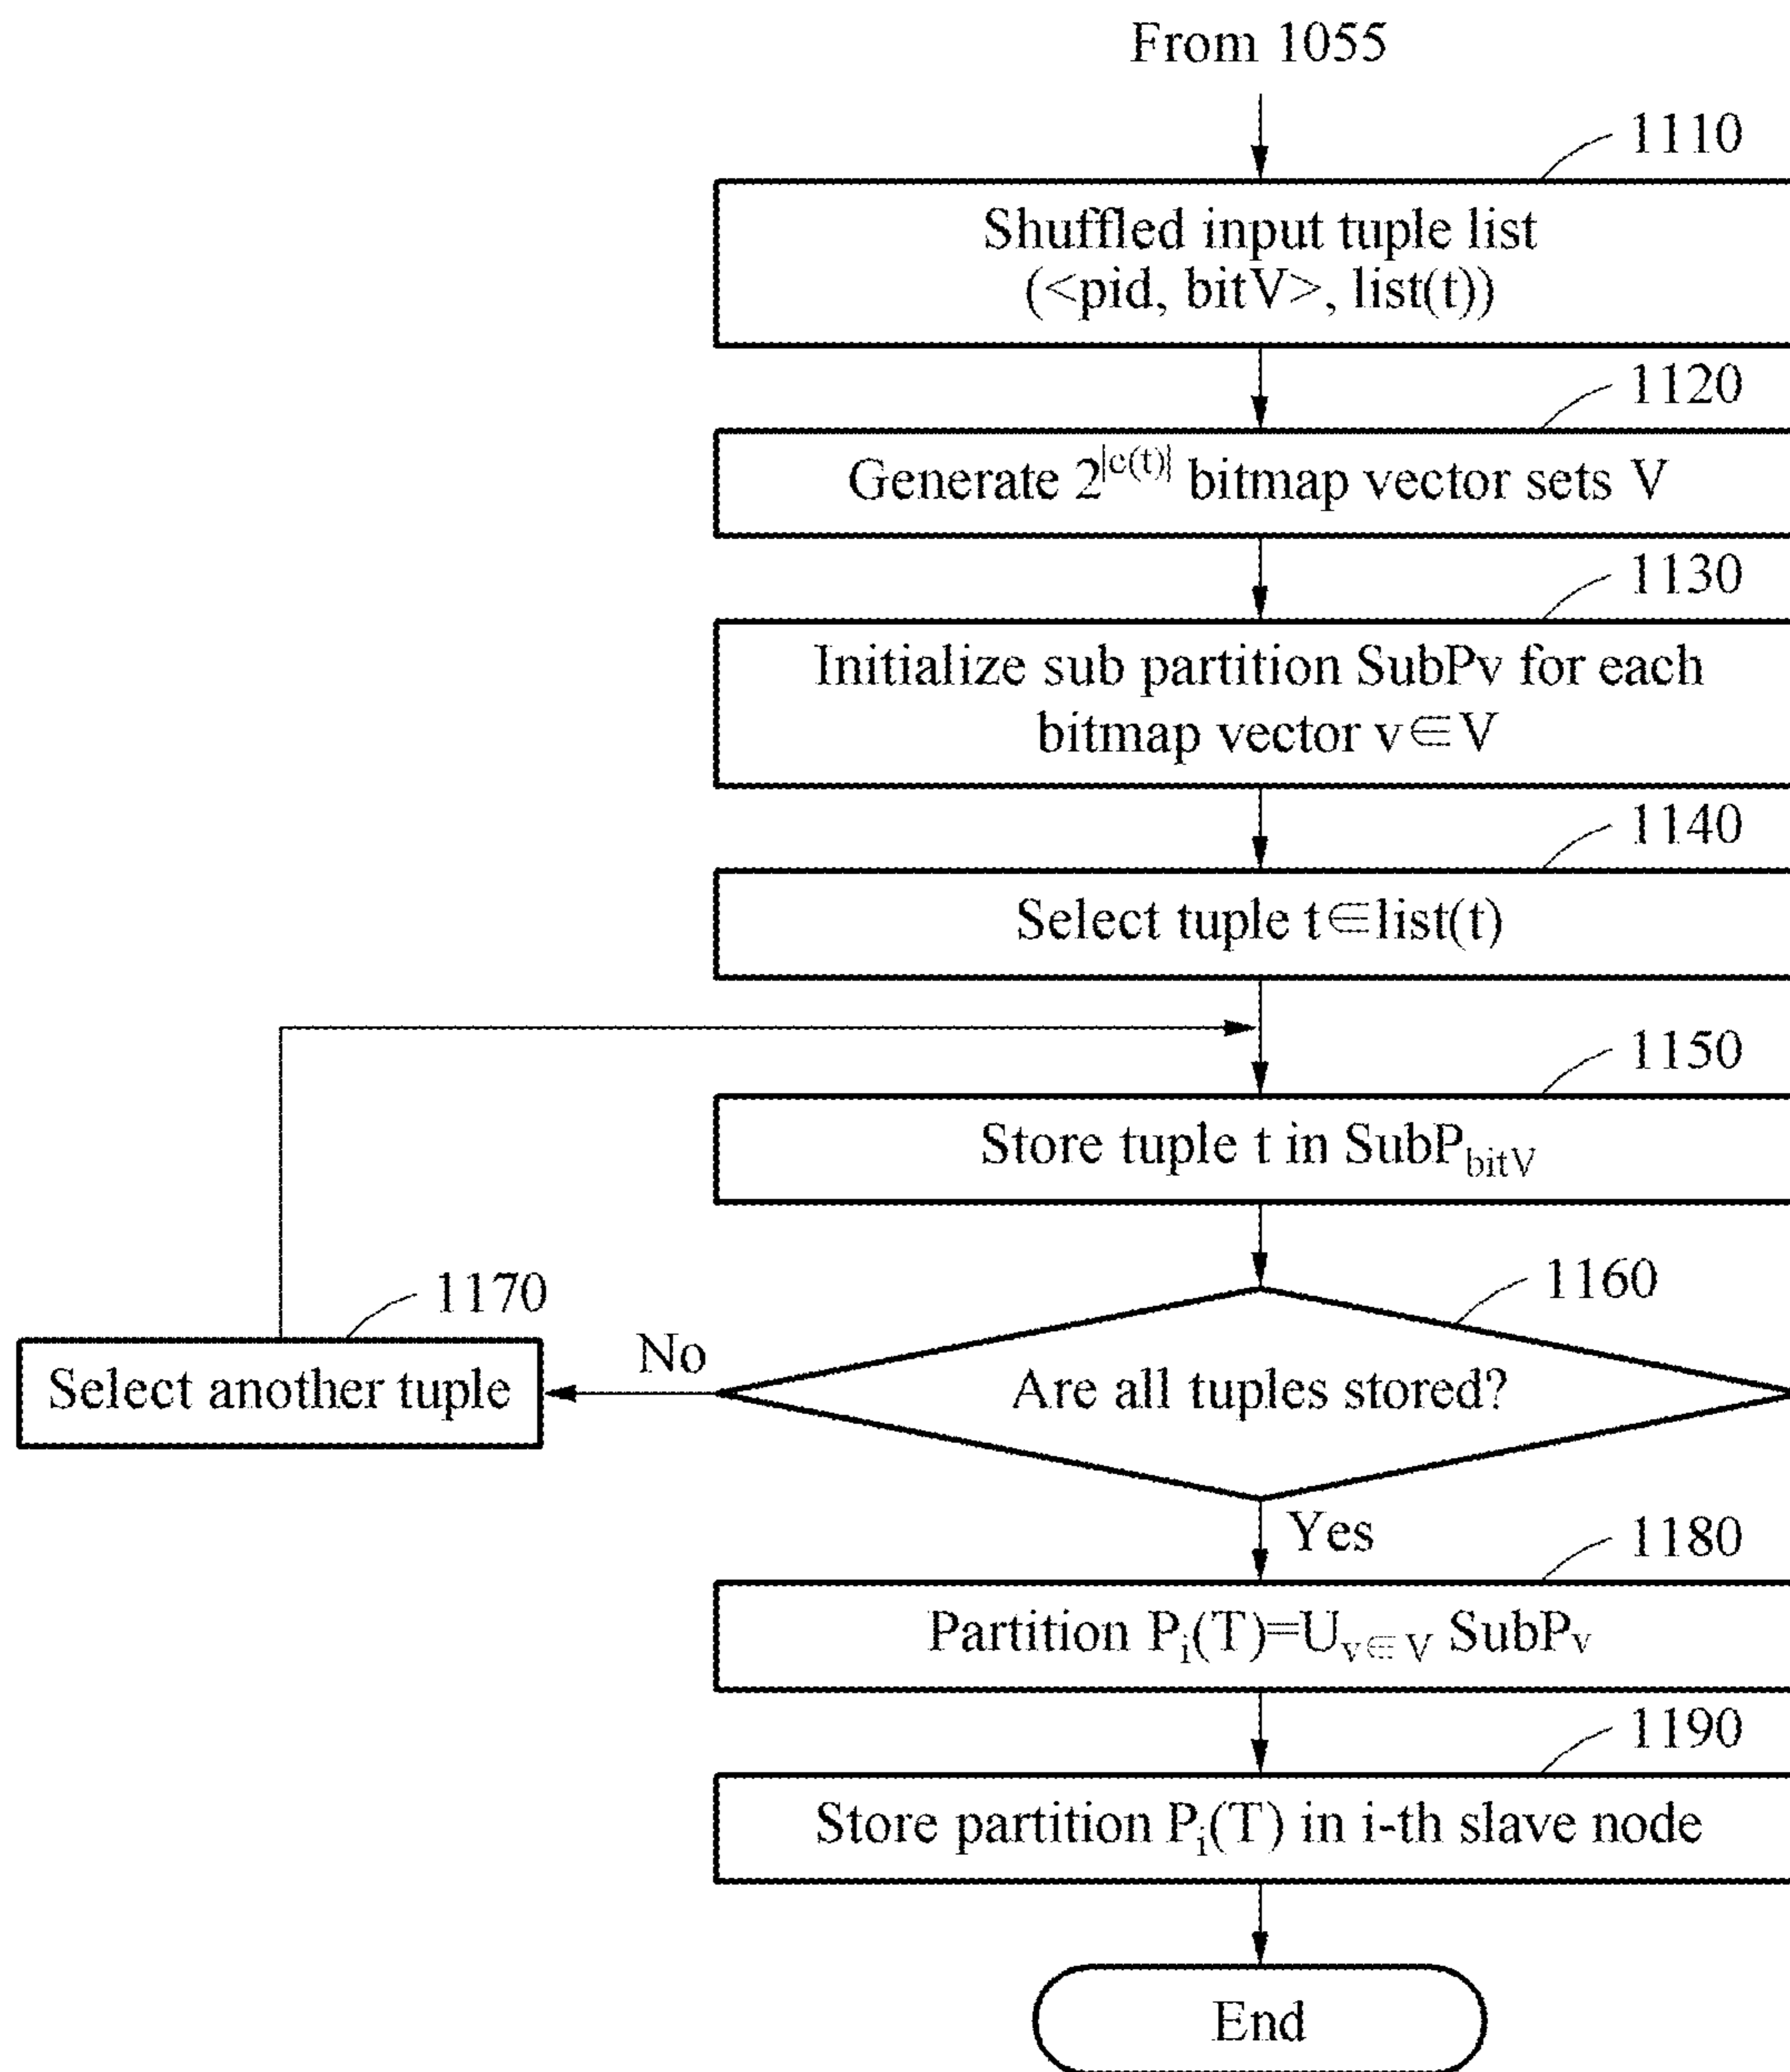 From 1055
1110
Shuffled input tuple list
(<pid, bitV>, list(t))
1120
Generate 2^|c(t)| bitmap vector sets V
1130
Initialize sub partition SubPv for each
bitmap vector v∈V
1140
Select tuple t∈list(t)
1150
Store tuple t in SubP_bitV
1160
Are all tuples stored?
No
1170
Select another tuple
Yes
1180
Partition P_i(T)=U_v∈V SubP_v
1190
Store partition P_i(T) in i-th slave node
End